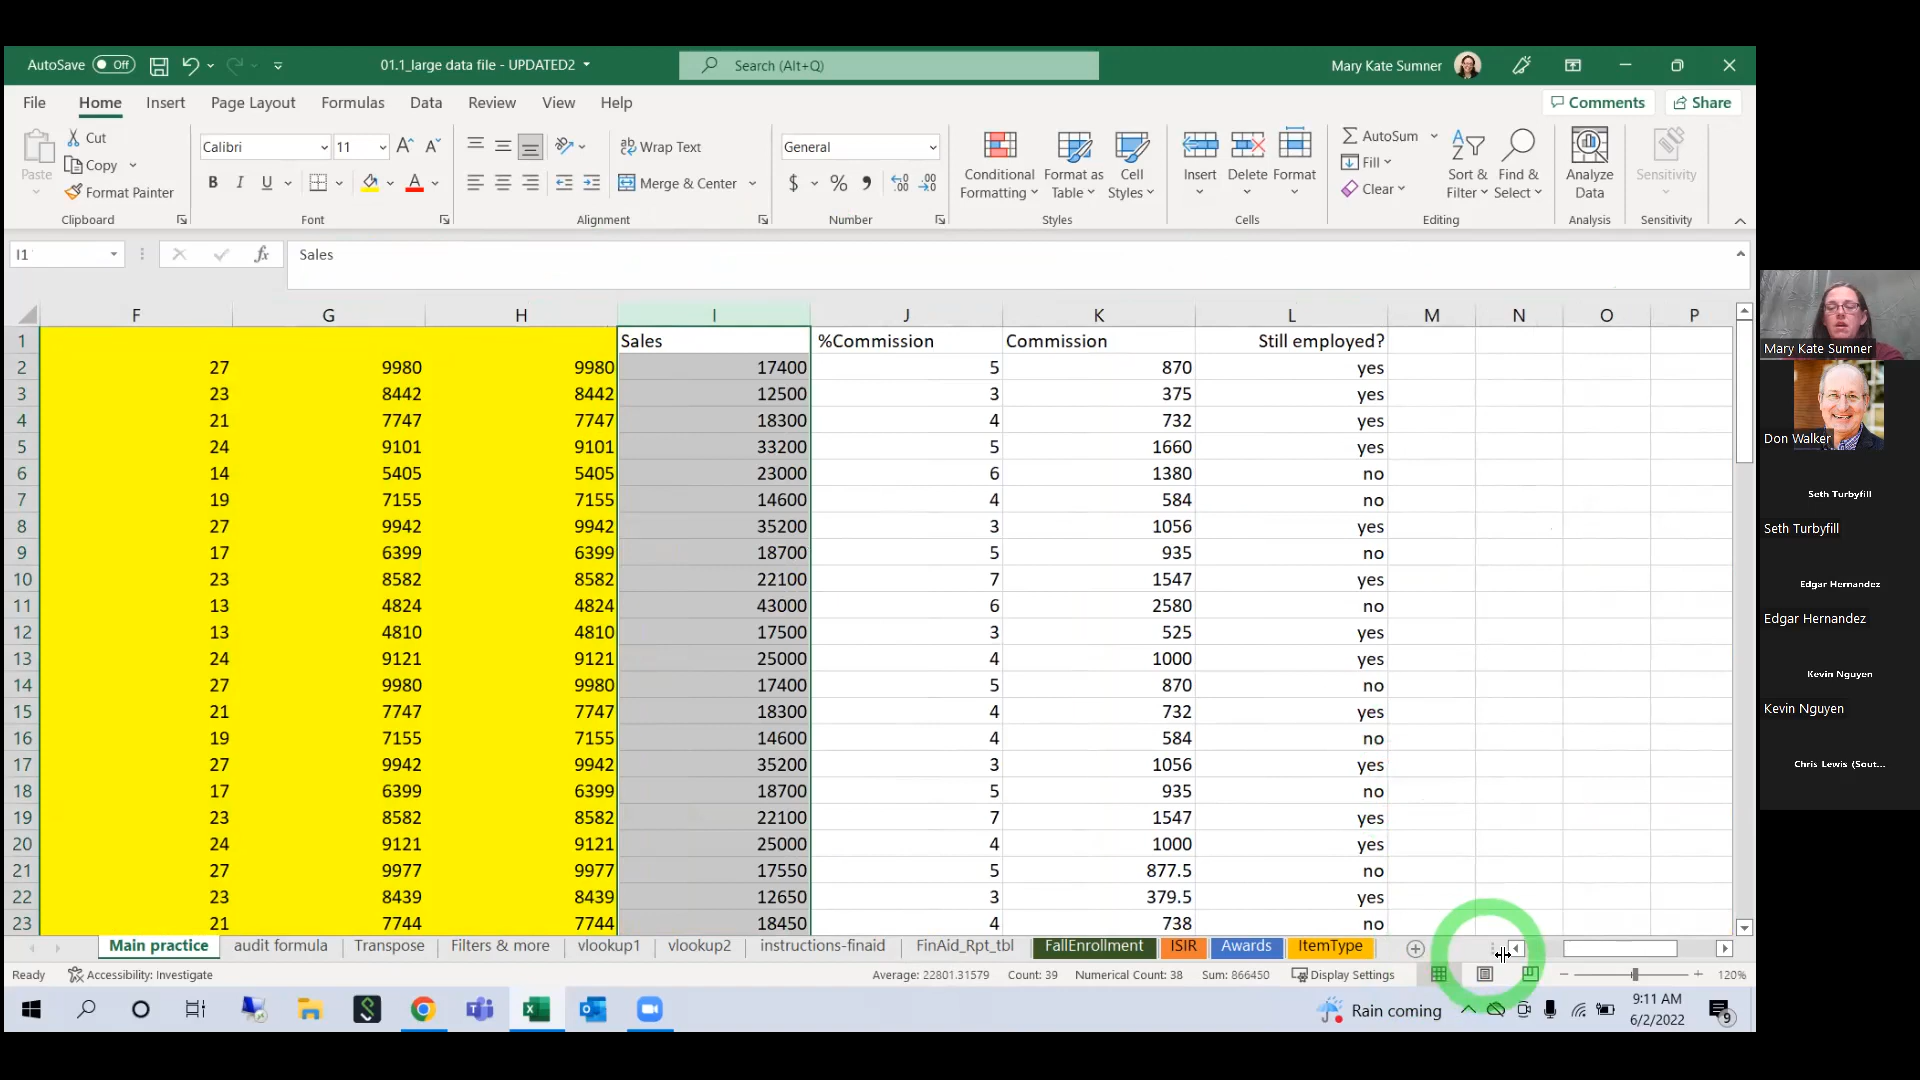 AutoSave Off 01.1_large data file - UPDATED2 Search (Alt+Q) Mary Kate Sumner
File Home Insert Page Layout Formulas Data Review View Help Comments Share
Cut
Copy
Format Painter
Paste
Clipboard
Calibri 11
B I U A
Font
Wrap Text
Merge & Center
Alignment
General
$ % ,
Number
Conditional Formatting
Format as Table
Cell Styles
Styles
Insert Delete Format
Cells
AutoSum
Fill
Clear
Sort & Filter
Find & Select
Editing
Analyze Data
Analysis
Sensitivity
Sensitivity
I1 fx Sales
F G H I J K L M N O P
1 Sales %Commission Commission Still employed?
2 27 9980 9980 17400 5 870 yes
3 23 8442 8442 12500 3 375 yes
4 21 7747 7747 18300 4 732 yes
5 24 9101 9101 33200 5 1660 yes
6 14 5405 5405 23000 6 1380 no
7 19 7155 7155 14600 4 584 no
8 27 9942 9942 35200 3 1056 yes
9 17 6399 6399 18700 5 935 no
10 23 8582 8582 22100 7 1547 yes
11 13 4824 4824 43000 6 2580 no
12 13 4810 4810 17500 3 525 yes
13 24 9121 9121 25000 4 1000 yes
14 27 9980 9980 17400 5 870 no
15 21 7747 7747 18300 4 732 yes
16 19 7155 7155 14600 4 584 no
17 27 9942 9942 35200 3 1056 yes
18 17 6399 6399 18700 5 935 no
19 23 8582 8582 22100 7 1547 yes
20 24 9121 9121 25000 4 1000 yes
21 27 9977 9977 17550 5 877.5 no
22 23 8439 8439 12650 3 379.5 yes
23 21 7744 7744 18450 4 738 no
Main practice audit formula Transpose Filters & more vlookup1 vlookup2 instructions-finaid FinAid_Rpt_tbl FallEnrollment ISIR Awards ItemType
Ready Accessibility: Investigate Average: 22801.31579 Count: 39 Numerical Count: 38 Sum: 866450 Display Settings 120%
Rain coming 9:11 AM
6/2/2022 9
Mary Kate Sumner
Don Walker
Seth Turbyfill
Seth Turbyfill
Edgar Hernandez
Edgar Hernandez
Kevin Nguyen
Kevin Nguyen
Chris Lewis (Sout...